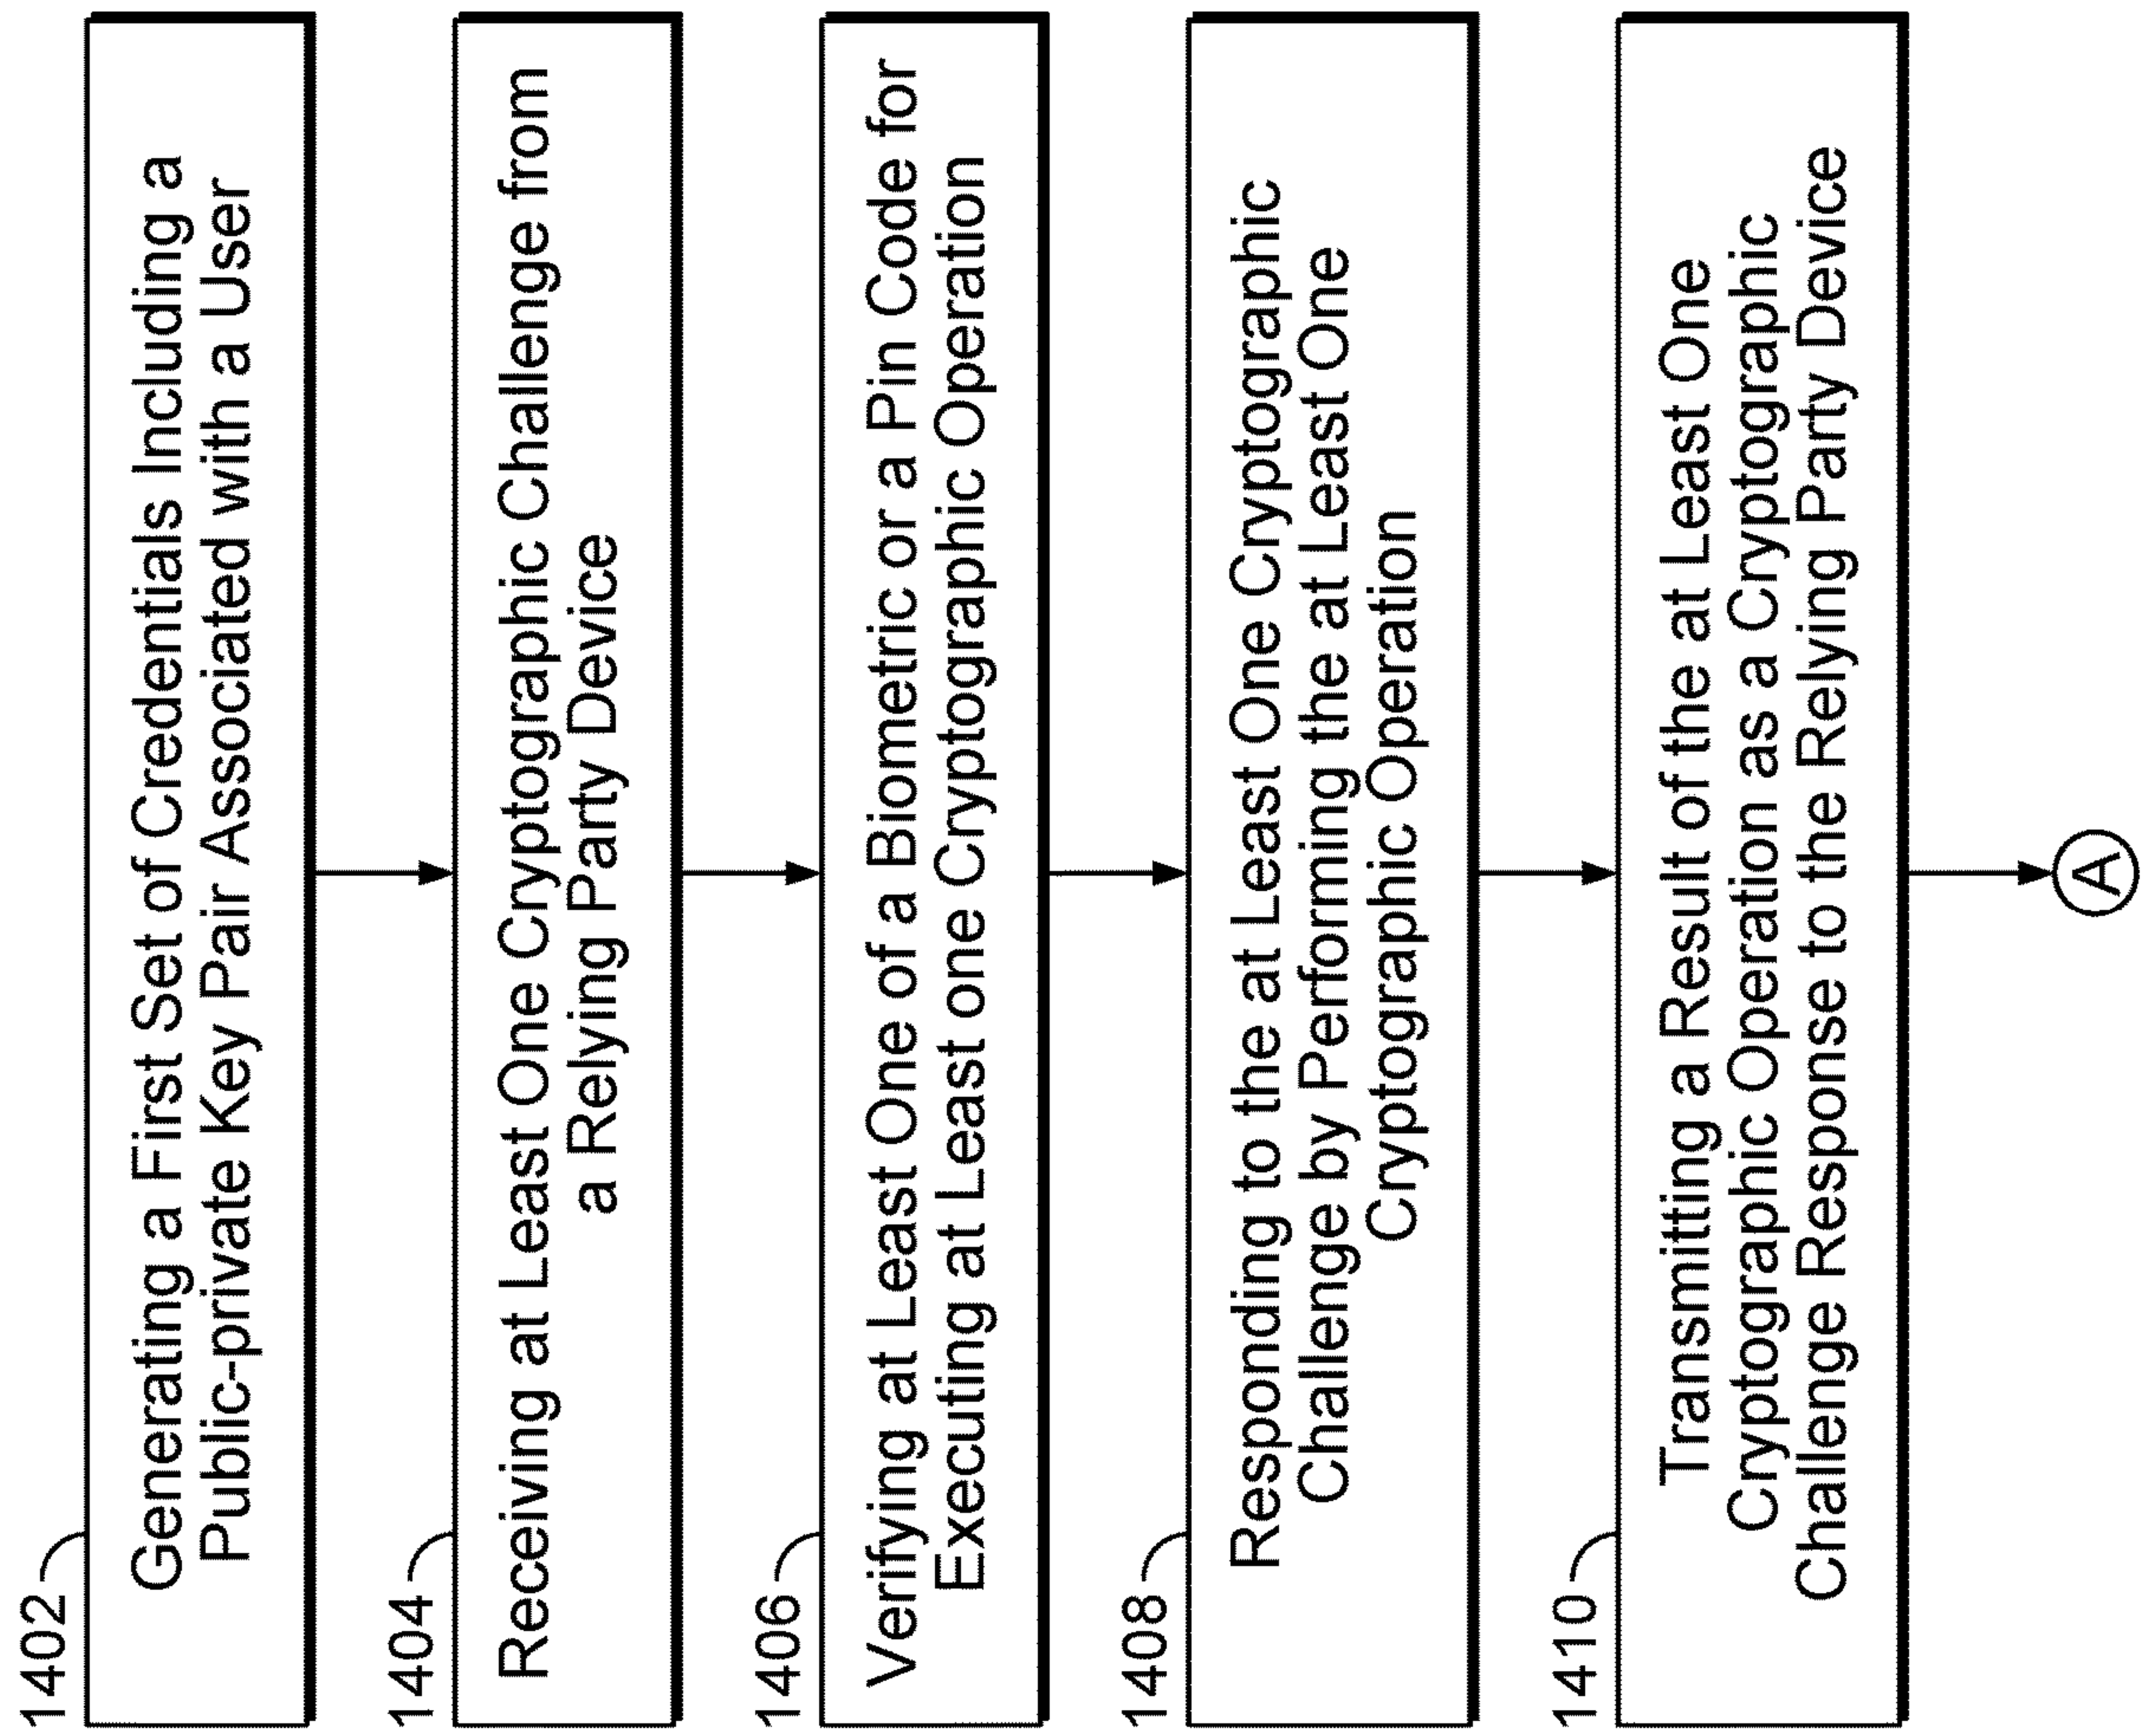 1402
Generating a First Set of Credentials Including a
Public-private Key Pair Associated with a User
1404
Receiving at Least One Cryptographic Challenge from
a Relying Party Device
1406
Verifying at Least One of a Biometric or a Pin Code for
Executing at Least one Cryptographic Operation
1408
Responding to the at Least One Cryptographic
Challenge by Performing the at Least One
Cryptographic Operation
1410
Transmitting a Result of the at Least One
Cryptographic Operation as a Cryptographic
Challenge Response to the Relying Party Device
A